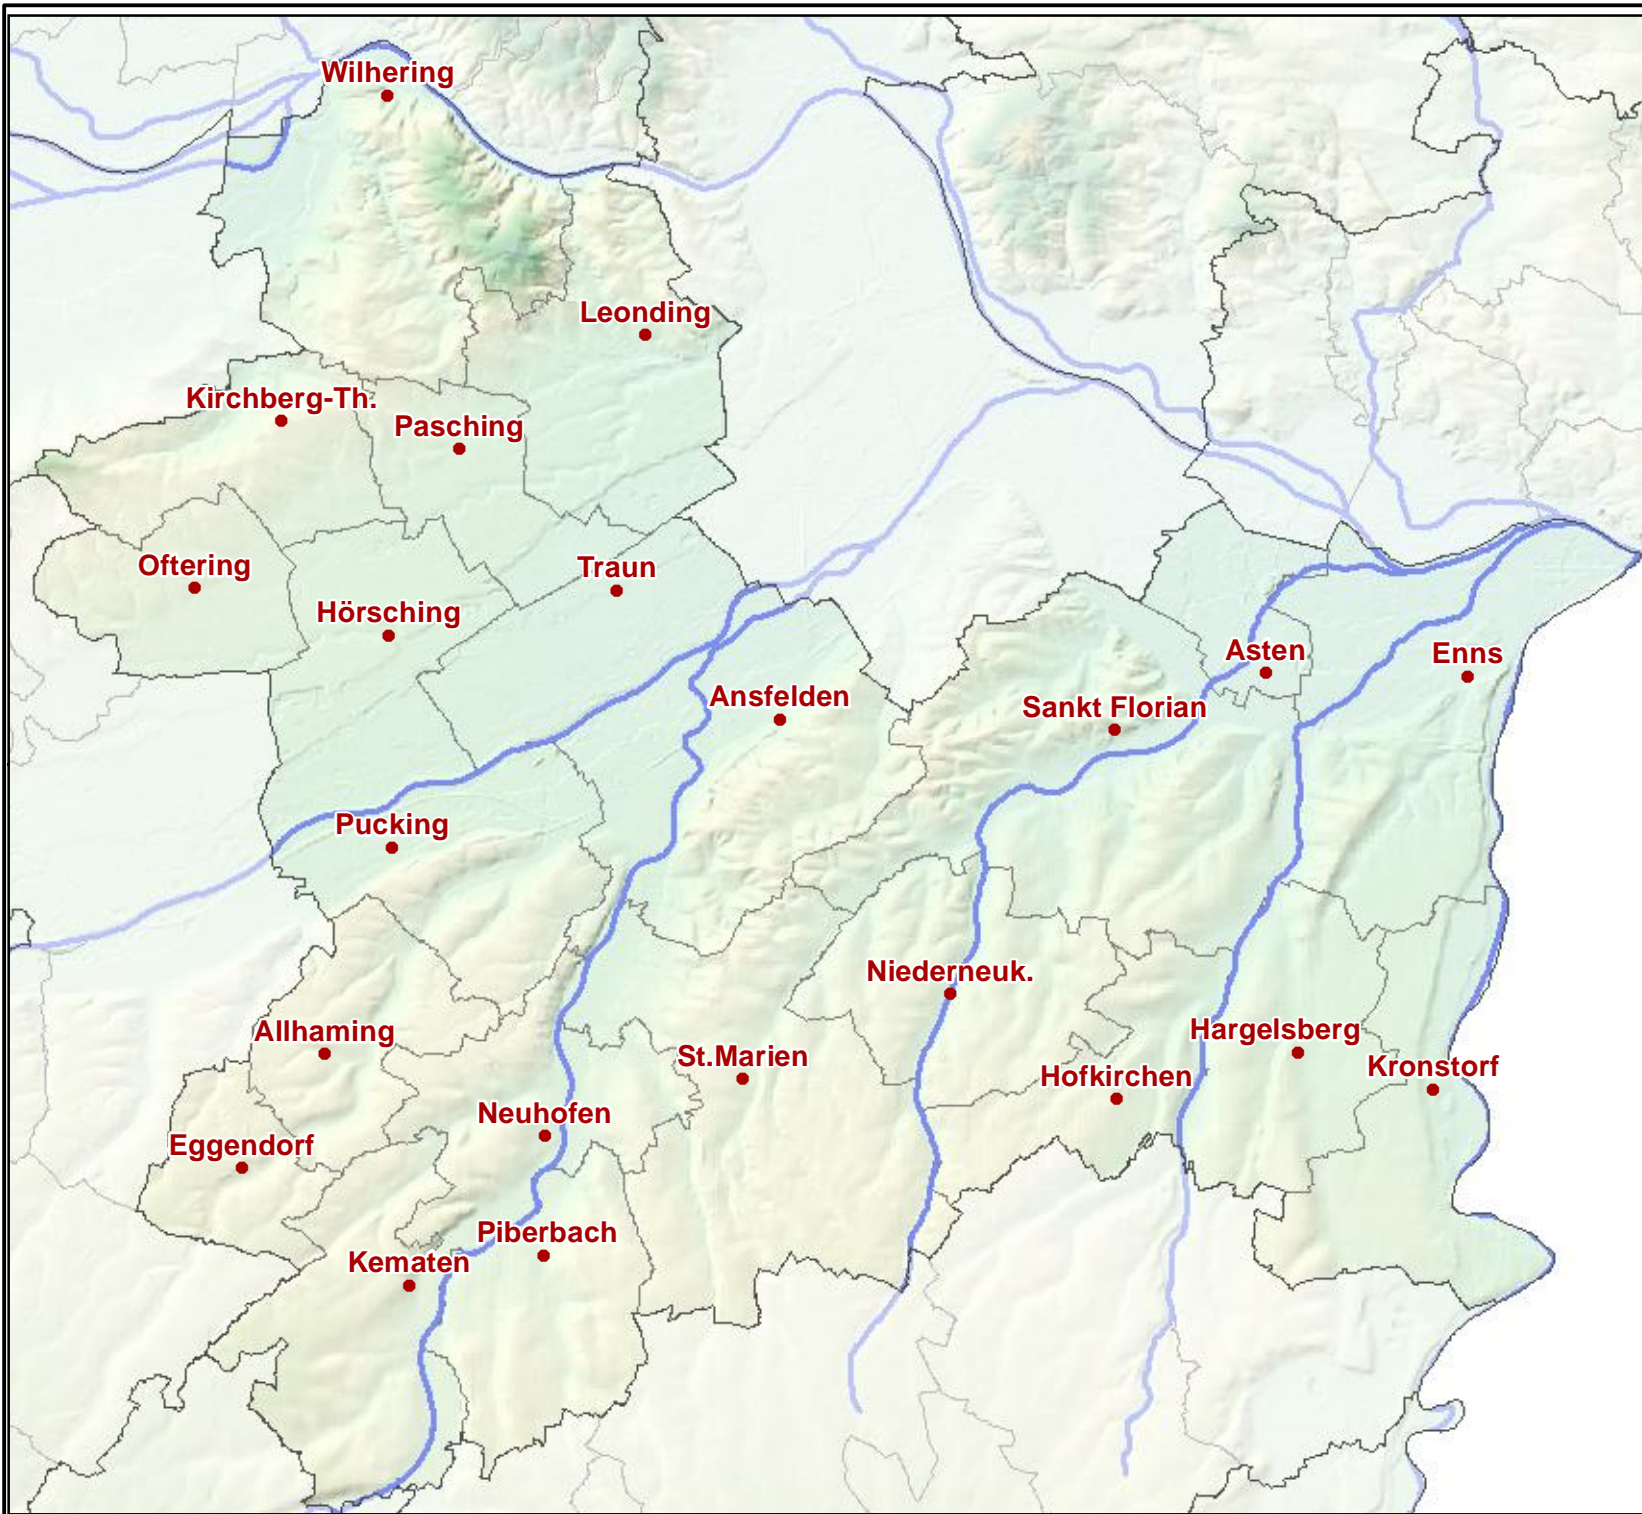 Wilhering
Leonding
Kirchberg-Th.
Pasching
Oftering
Traun
Hörsching
Asten
Enns
Ansfelden
Sankt Florian
Pucking
Niederneuk.
Allhaming
Hargelsberg
St.Marien
Kronstorf
Hofkirchen
Neuhofen
Eggendorf
Piberbach
Kematen